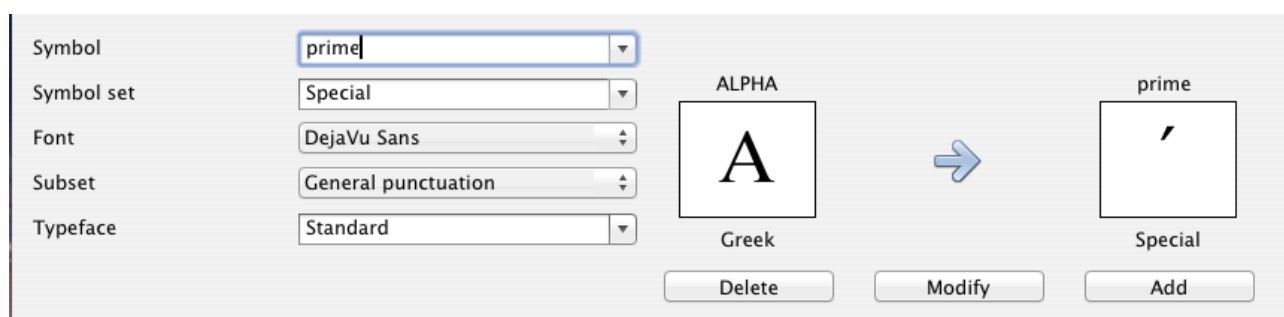 Symbol prime
Symbol set Special
Font DejaVu Sans
Subset General punctuation
Typeface Standard
ALPHA
A
Greek
prime
′
Special
Delete Modify Add